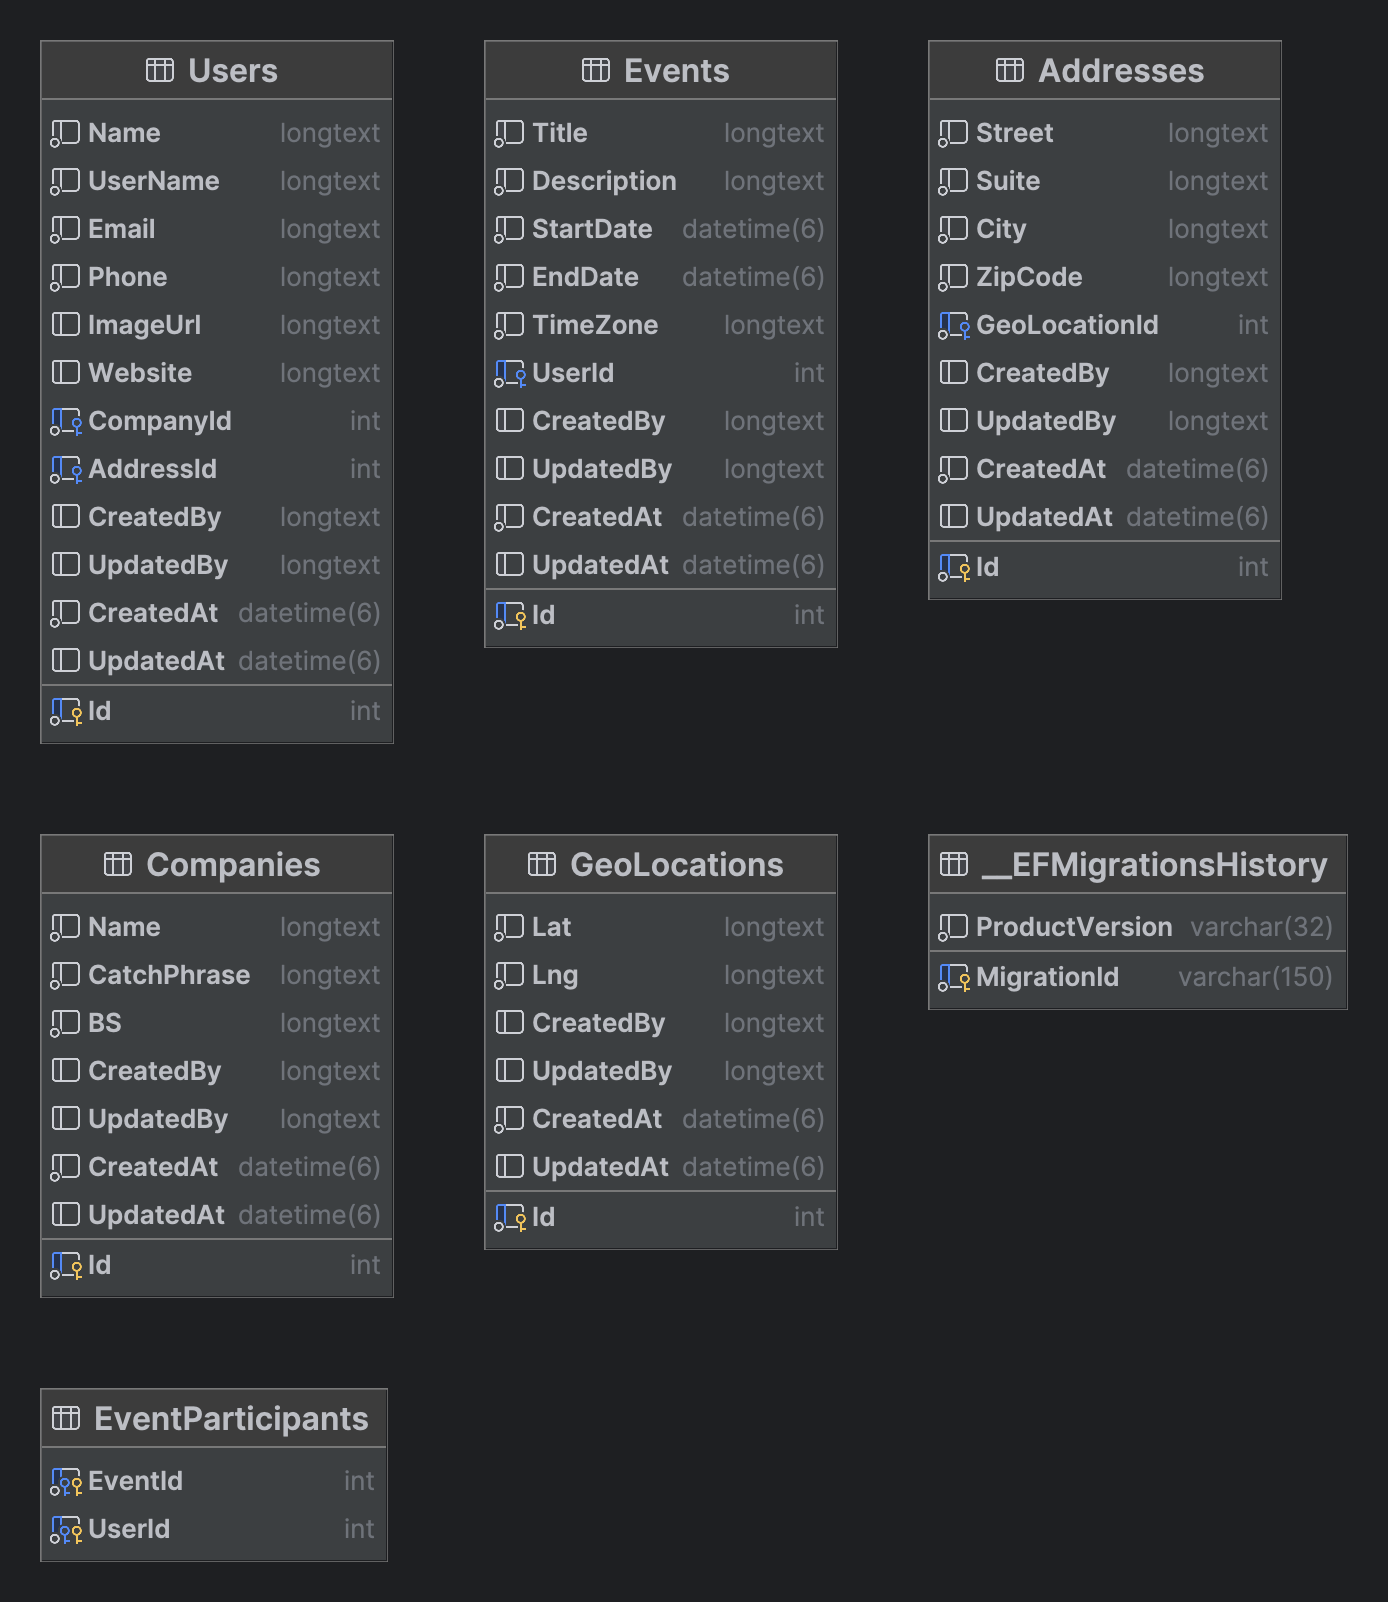 Users
Name longtext
UserName longtext
Email longtext
Phone longtext
ImageUrl longtext
Website longtext
CompanyId int
AddressId int
CreatedBy longtext
UpdatedBy longtext
CreatedAt datetime(6)
UpdatedAt datetime(6)
Id int
Events
Title longtext
Description longtext
StartDate datetime(6)
EndDate datetime(6)
TimeZone longtext
UserId int
CreatedBy longtext
UpdatedBy longtext
CreatedAt datetime(6)
UpdatedAt datetime(6)
Id int
Addresses
Street longtext
Suite longtext
City longtext
ZipCode longtext
GeoLocationId int
CreatedBy longtext
UpdatedBy longtext
CreatedAt datetime(6)
UpdatedAt datetime(6)
Id int
Companies
Name longtext
CatchPhrase longtext
BS longtext
CreatedBy longtext
UpdatedBy longtext
CreatedAt datetime(6)
UpdatedAt datetime(6)
Id int
GeoLocations
Lat longtext
Lng longtext
CreatedBy longtext
UpdatedBy longtext
CreatedAt datetime(6)
UpdatedAt datetime(6)
Id int
__EFMigrationsHistory
ProductVersion varchar(32)
MigrationId varchar(150)
EventParticipants
EventId int
UserId int